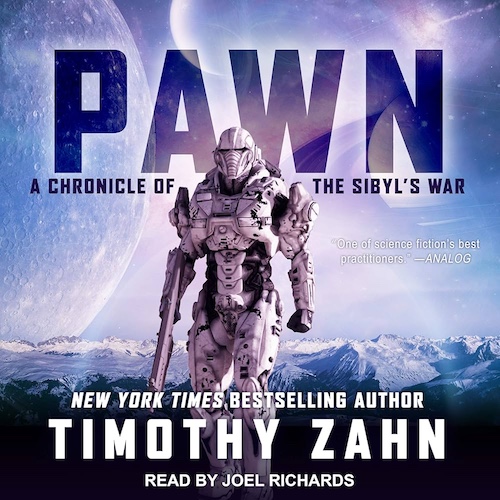 PAWN
A CHRONICLE OF THE SIBYL'S WAR
"One of science fiction's best
practitioners." —ANALOG
NEW YORK TIMES BESTSELLING AUTHOR
TIMOTHY ZAHN
READ BY JOEL RICHARDS